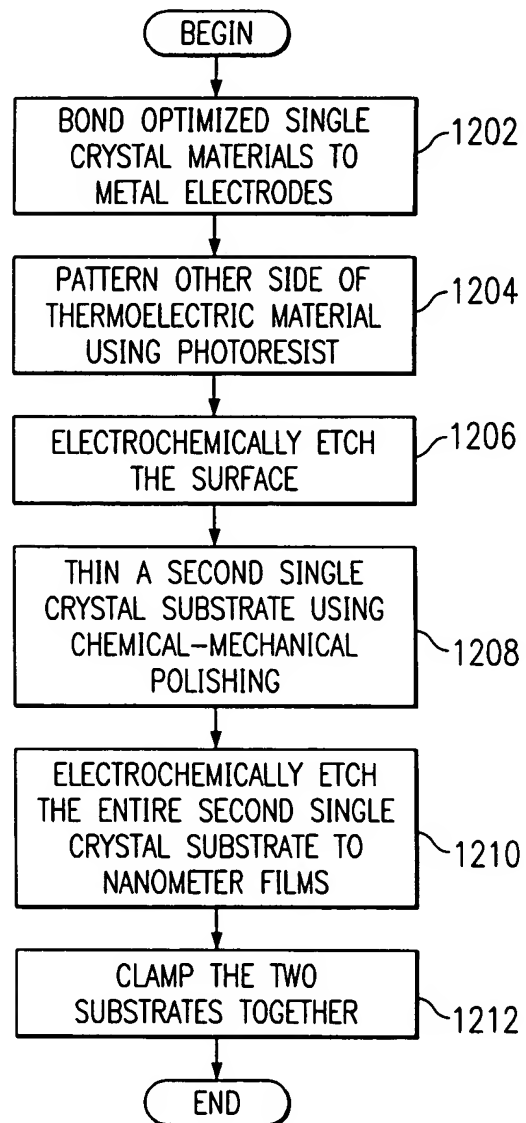 BEGIN
BOND OPTIMIZED SINGLE
CRYSTAL MATERIALS TO
METAL ELECTRODES
1202
PATTERN OTHER SIDE OF
THERMOELECTRIC MATERIAL
USING PHOTORESIST
1204
ELECTROCHEMICALLY ETCH
THE SURFACE
1206
THIN A SECOND SINGLE
CRYSTAL SUBSTRATE USING
CHEMICAL-MECHANICAL
POLISHING
1208
ELECTROCHEMICALLY ETCH
THE ENTIRE SECOND SINGLE
CRYSTAL SUBSTRATE TO
NANOMETER FILMS
1210
CLAMP THE TWO
SUBSTRATES TOGETHER
1212
END